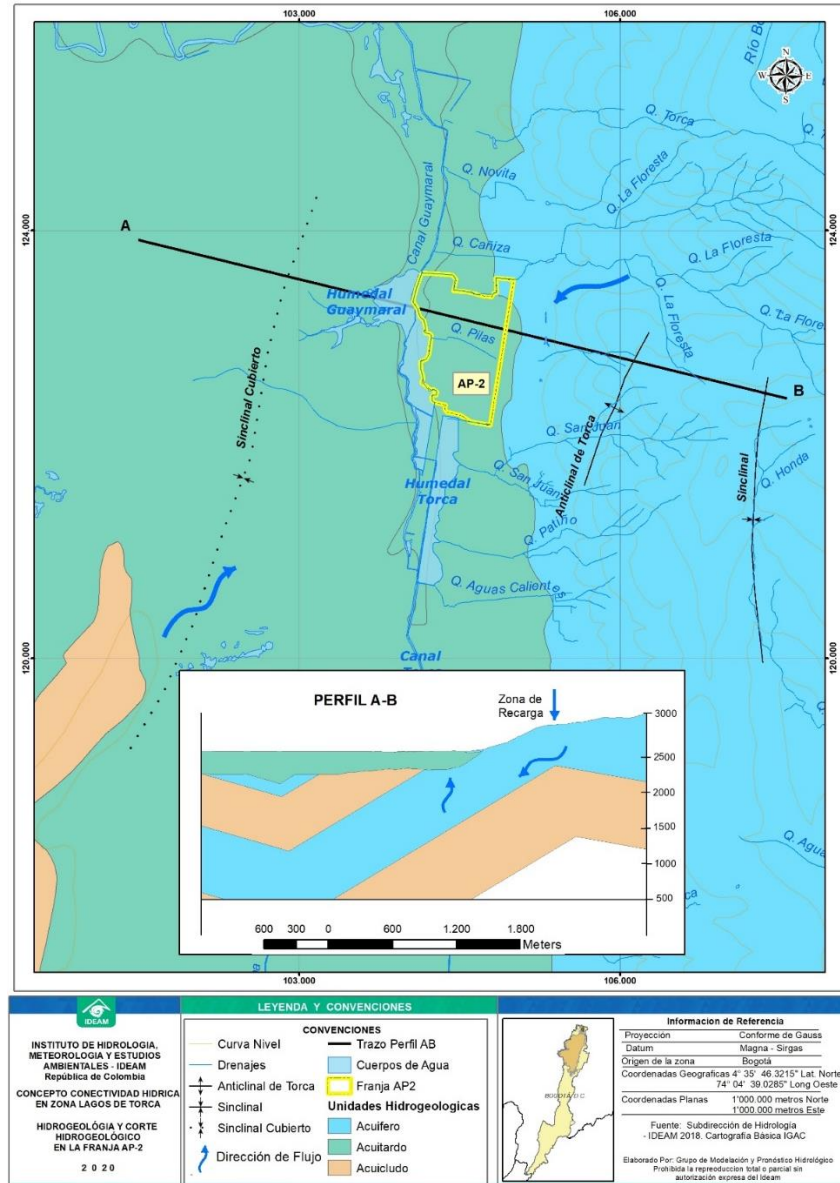 103.000
106.000
Río Bo
N
W E
S
Q. Torca
Q. Novita
Canal Guaymaral
Q. La Floresta
124.000
124.000
A
Q. Cañiza
Q. La Floresta
Humedal
Guaymaral
Q. La Floresta
Q. La Flores
Q. Pilas
Sinclinal Cubierto
AP-2
B
Q. San Juan
Anticlinal de Torca
Sinclinal
Q. Honda
Humedal
Torca
Q. San Juan
Q. Patiño
Q. Aguas Calientes
120.000
120.000
Canal
PERFIL A-B
Zona de
Recarga
3000
2500
2000
1500
1000
500
Q. Agua
600 300 0 600 1.200 1.800
Meters
103.000
106.000
IDEAM
INSTITUTO DE HIDROLOGIA,
METEOROLOGIA Y ESTUDIOS
AMBIENTALES - IDEAM
República de Colombia
CONCEPTO CONECTIVIDAD HIDRICA
EN ZONA LAGOS DE TORCA
HIDROGEOLÓGIA Y CORTE
HIDROGEOLÓGICO
EN LA FRANJA AP-2
2 0 2 0
LEYENDA Y CONVENCIONES
CONVENCIONES
Curva Nivel
Drenajes
Anticlinal de Torca
Sinclinal
Sinclinal Cubierto
Dirección de Flujo
Trazo Perfil AB
Cuerpos de Agua
Franja AP2
Unidades Hidrogeologicas
Acuifero
Acuitardo
Acuicludo
BOGOTÁ D.C
Informacion de Referencia
Proyección Conforme de Gauss
Datum Magna - Sirgas
Origen de la zona Bogotá
Coordenadas Geograficas 4° 35' 46.3215" Lat. Norte
74° 04' 39.0285" Long Oeste
Coordenadas Planas 1'000.000 metros Norte
1'000.000 metros Este
Fuente: Subdirección de Hidrologia
- IDEAM 2018. Cartografía Básica IGAC
Elaborado Por: Grupo de Modelación y Pronóstico Hidrológico
Prohibida la reproduccion total o parcial sin
autorización expresa del Ideam